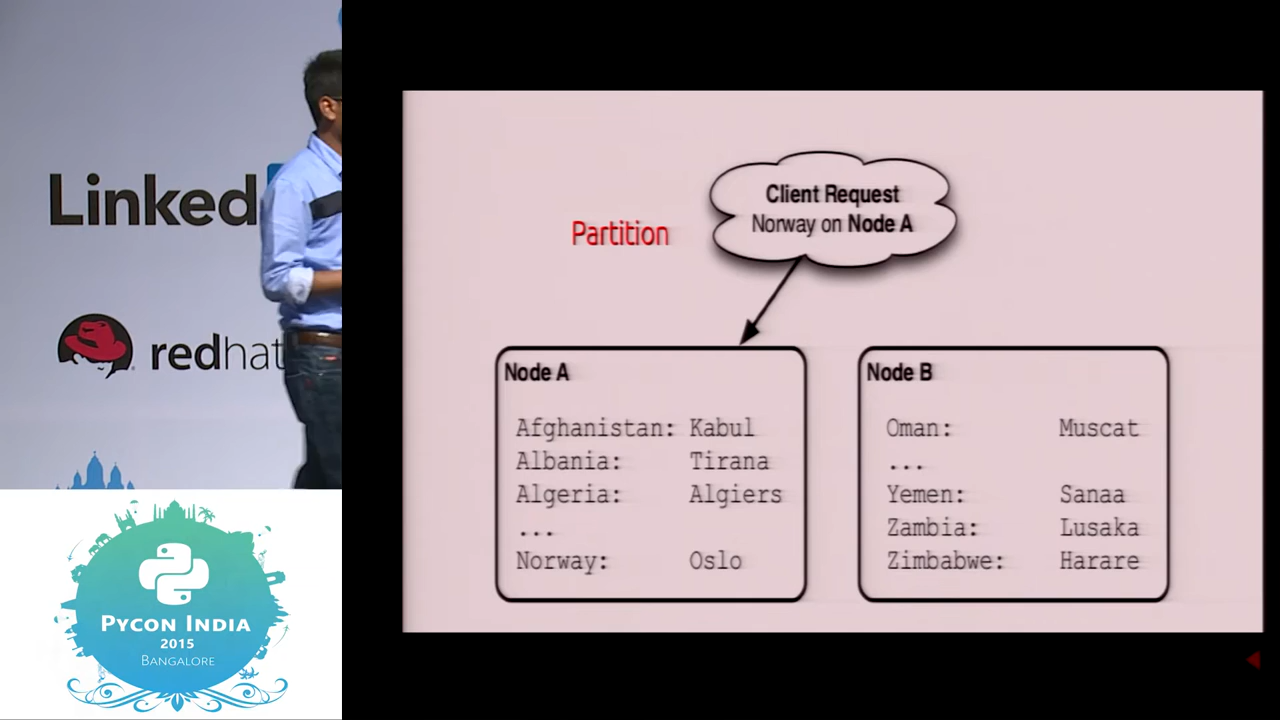 Linked
redhat
PYCON INDIA
2015
BANGALORE
Partition
Client Request
Norway on Node A
Node A
Afghanistan: Kabul
Albania: Tirana
Algeria: Algiers
...
Norway: Oslo
Node B
Oman: Muscat
...
Yemen: Sanaa
Zambia: Lusaka
Zimbabwe: Harare